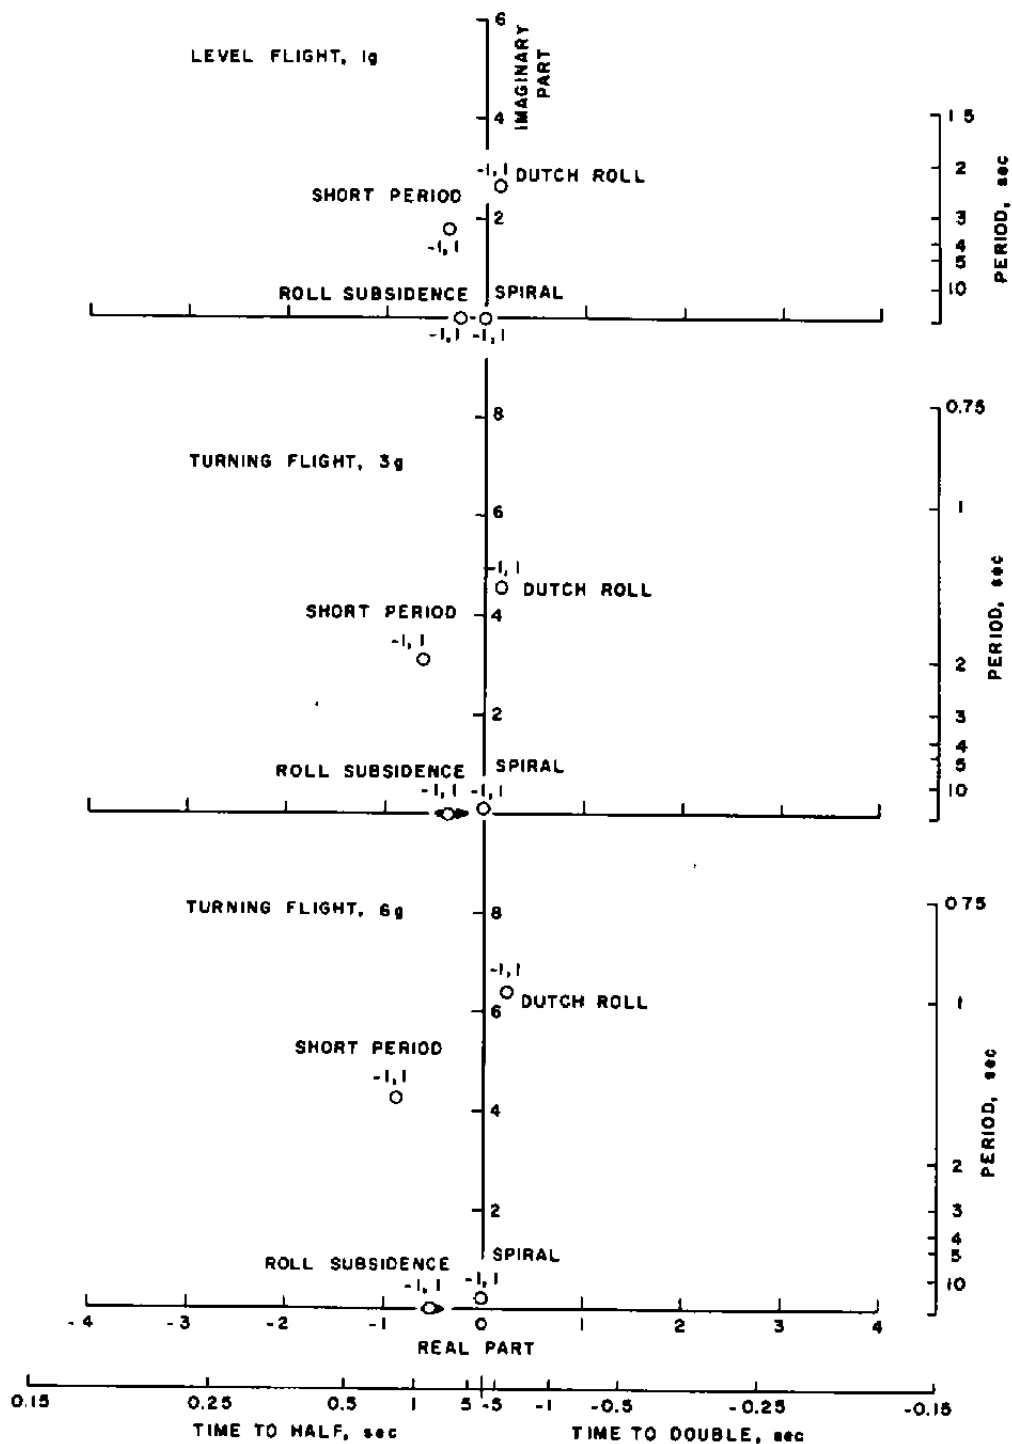 6
LEVEL FLIGHT, 1g
IMAGINARY
PART
4
1 5
-1, 1
DUTCH ROLL
2
SHORT PERIOD
2
3
-1, 1
4
5
PERIOD, sec
ROLL SUBSIDENCE
SPIRAL
10
-1, 1
-1, 1
8
0.75
TURNING FLIGHT, 3g
6
1
-1, 1
DUTCH ROLL
SHORT PERIOD
4
-1, 1
2
PERIOD, sec
2
3
4
ROLL SUBSIDENCE
SPIRAL
5
-1, 1
-1, 1
10
TURNING FLIGHT, 6g
8
0 75
-1, 1
DUTCH ROLL
6
1
SHORT PERIOD
-1, 1
4
PERIOD, sec
2
2
3
4
ROLL SUBSIDENCE
SPIRAL
5
-1, 1
-1, 1
10
-4 -3 -2 -1 0 1 2 3 4
REAL PART
0.15 0.25 0.5 1 5 -5 -1 -0.5 -0.25 -0.15
TIME TO HALF, sec
TIME TO DOUBLE, sec